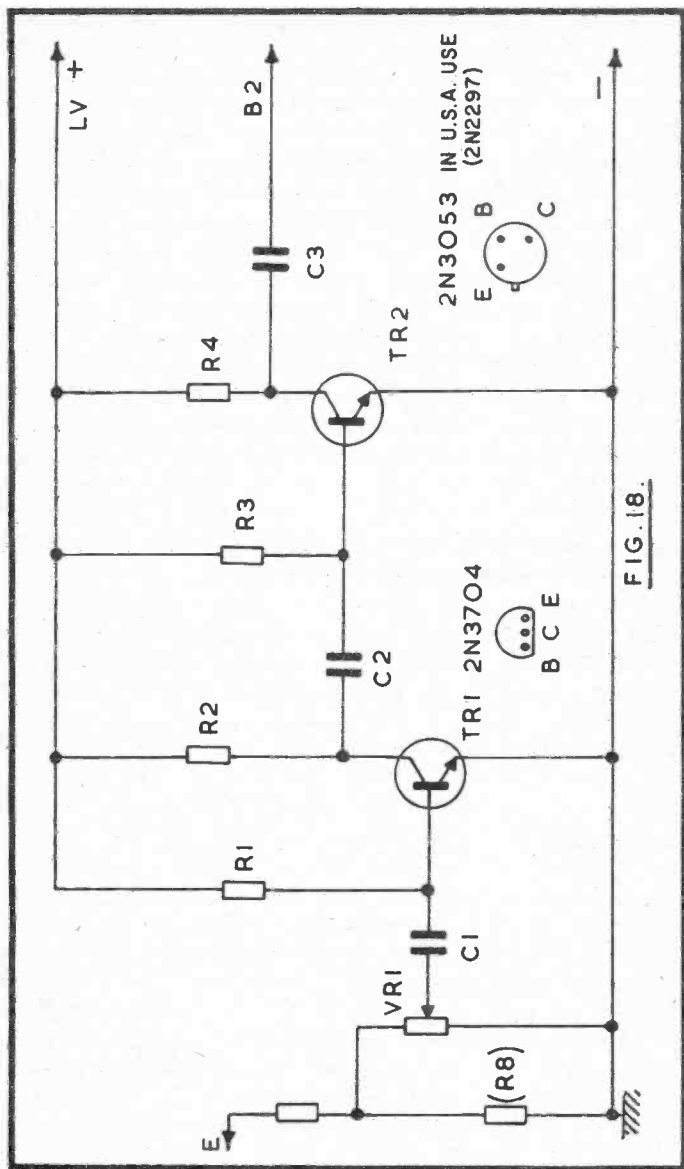 LV +
B2
R4
C3
R3
TR2
2N3053 IN U.S.A. USE
(2N2297)
E B
C
R2
C2
R1
TR1 2N3704
B C E
C1
VR1
E
(R8)
−
FIG.18.